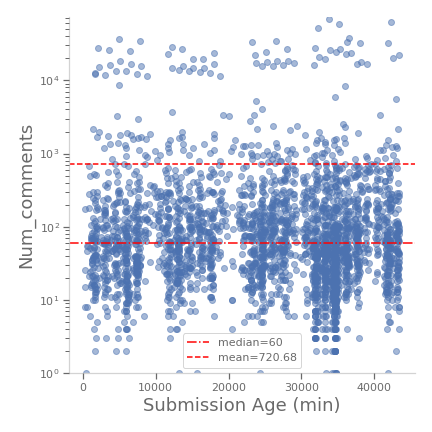 10⁴
10³
10²
10¹
10⁰
Num_comments
median=60
mean=720.68
0 10000 20000 30000 40000
Submission Age (min)